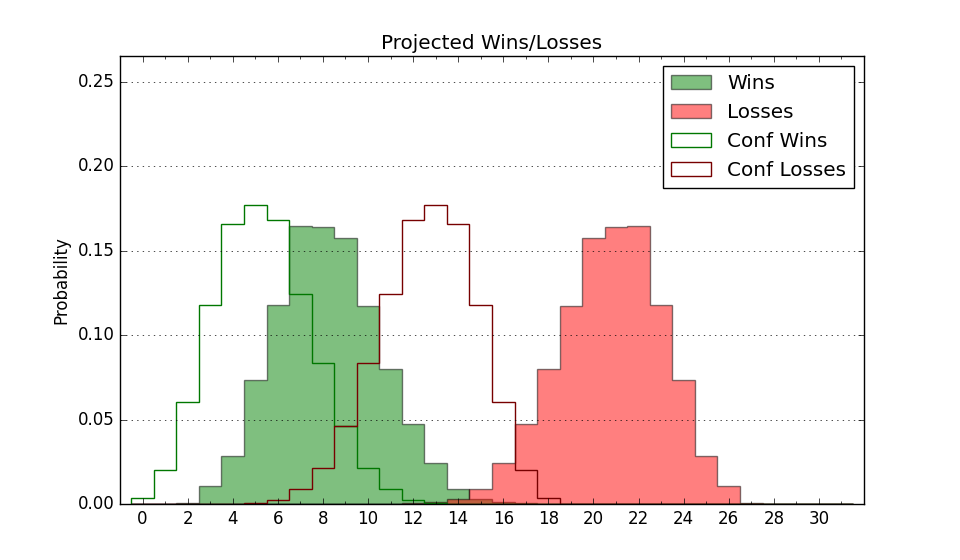 Projected Wins/Losses
Wins
Losses
Conf Wins
Conf Losses
Probability
0.25
0.20
0.15
0.10
0.05
0.00
0 2 4 6 8 10 12 14 16 18 20 22 24 26 28 30